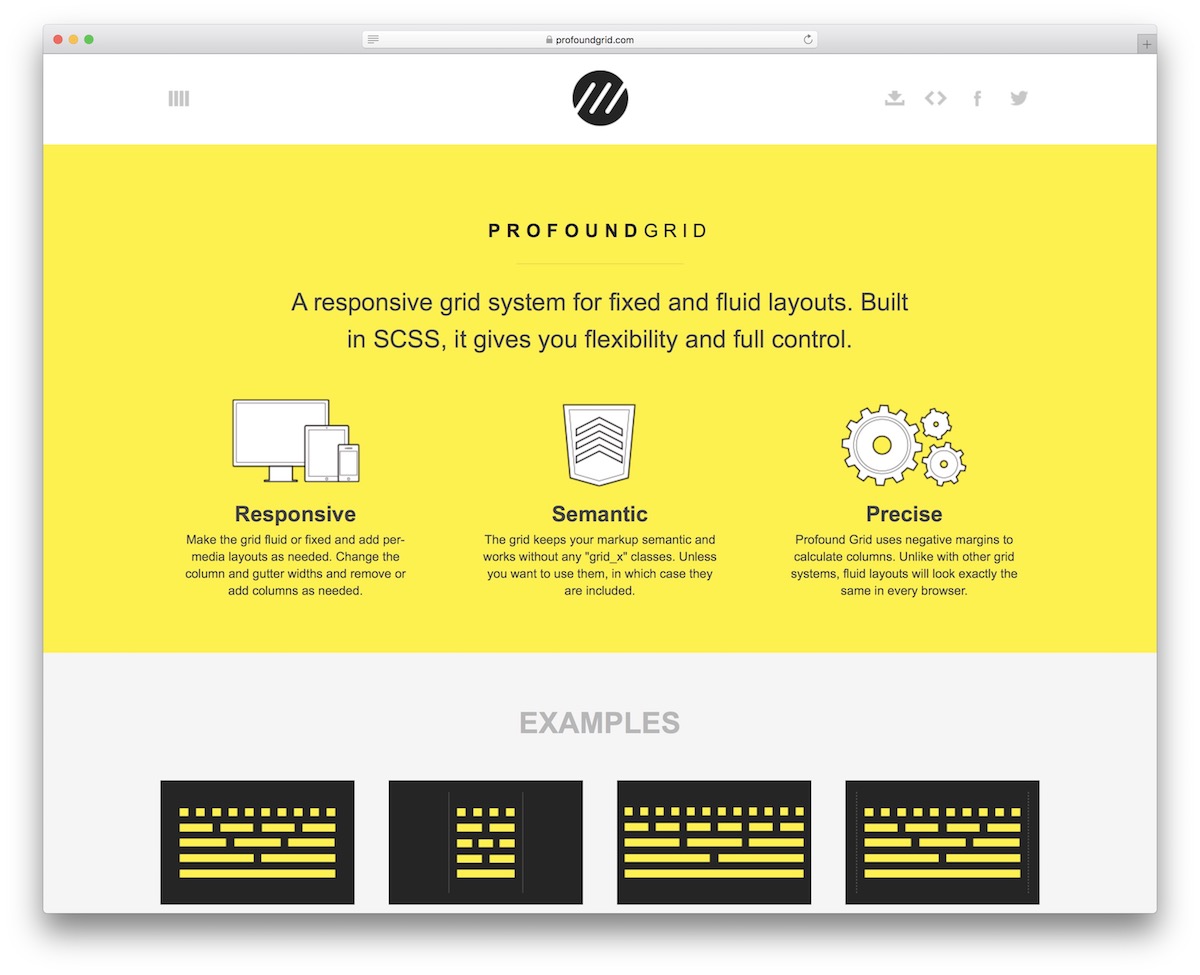 profoundgrid.com
PROFOUNDGRID
A responsive grid system for fixed and fluid layouts. Built
in SCSS, it gives you flexibility and full control.
Responsive
Make the grid fluid or fixed and add per-
media layouts as needed. Change the
column and gutter widths and remove or
add columns as needed.
Semantic
The grid keeps your markup semantic and
works without any "grid_x" classes. Unless
you want to use them, in which case they
are included.
Precise
Profound Grid uses negative margins to
calculate columns. Unlike with other grid
systems, fluid layouts will look exactly the
same in every browser.
EXAMPLES